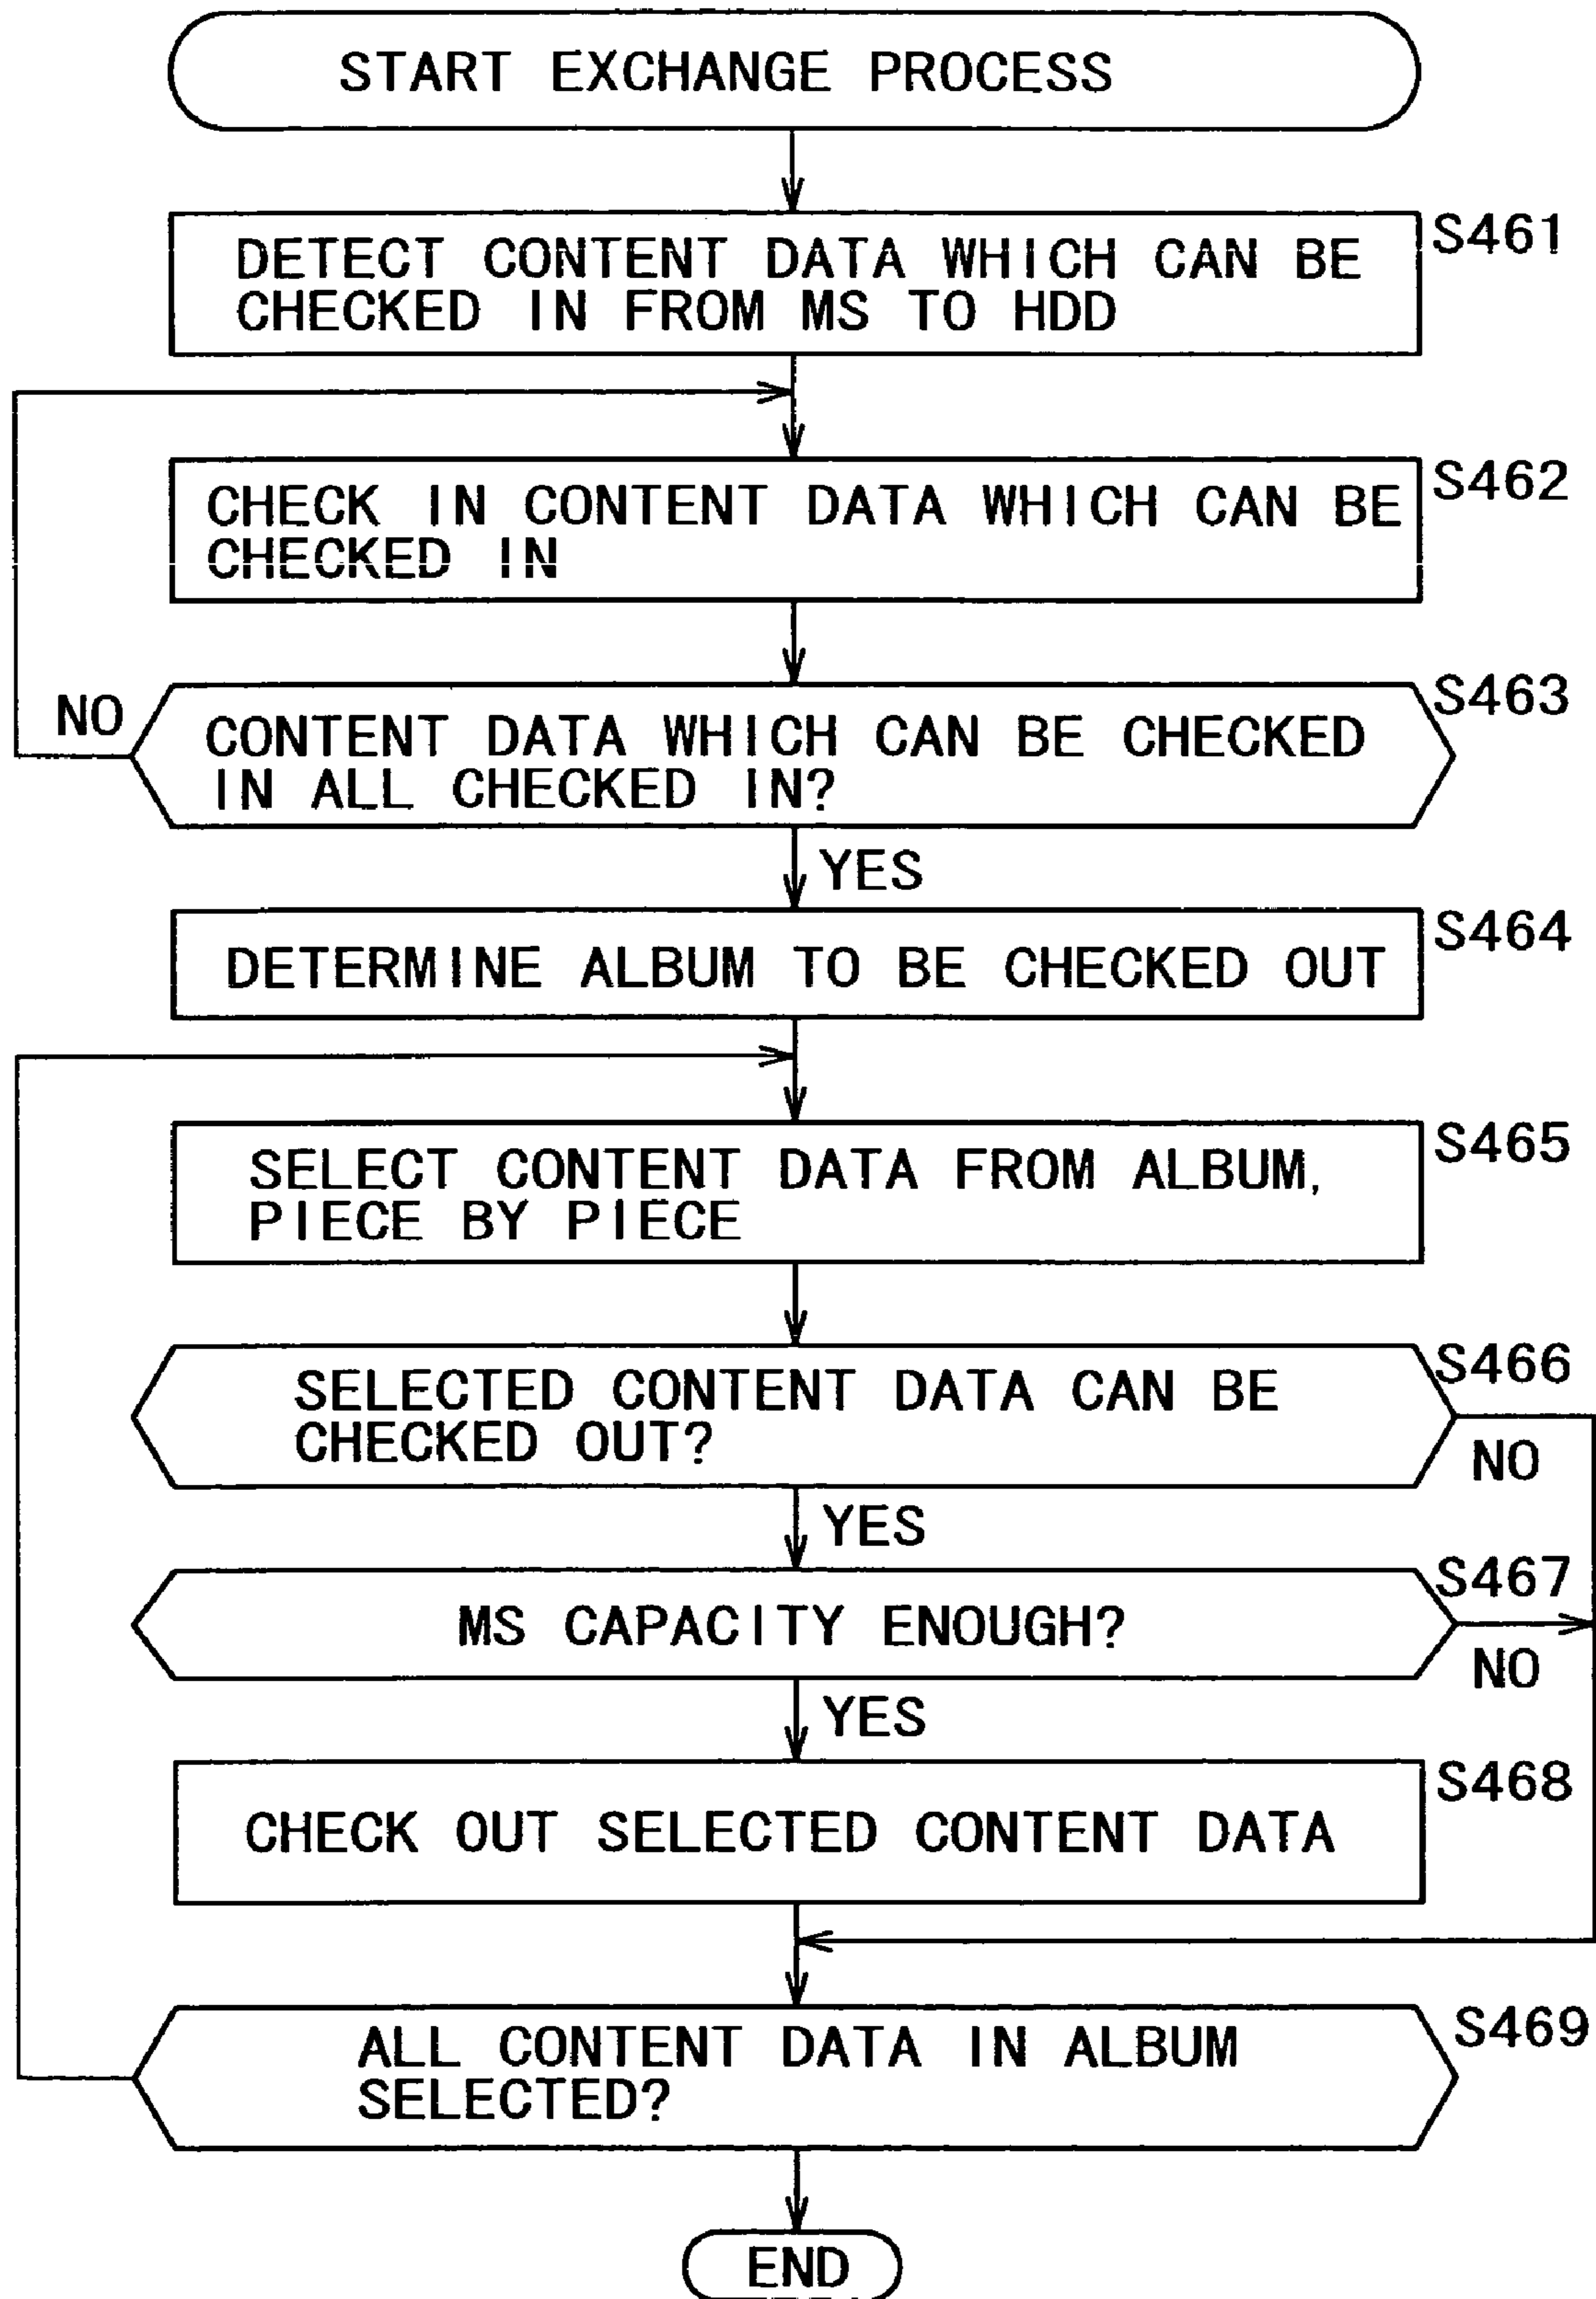 START EXCHANGE PROCESS
S461
DETECT CONTENT DATA WHICH CAN BE
CHECKED IN FROM MS TO HDD
S462
CHECK IN CONTENT DATA WHICH CAN BE
CHECKED IN
S463
NO
CONTENT DATA WHICH CAN BE CHECKED
IN ALL CHECKED IN?
YES
S464
DETERMINE ALBUM TO BE CHECKED OUT
S465
SELECT CONTENT DATA FROM ALBUM,
PIECE BY PIECE
S466
SELECTED CONTENT DATA CAN BE
CHECKED OUT?
NO
YES
S467
MS CAPACITY ENOUGH?
NO
YES
S468
CHECK OUT SELECTED CONTENT DATA
S469
ALL CONTENT DATA IN ALBUM
SELECTED?
END